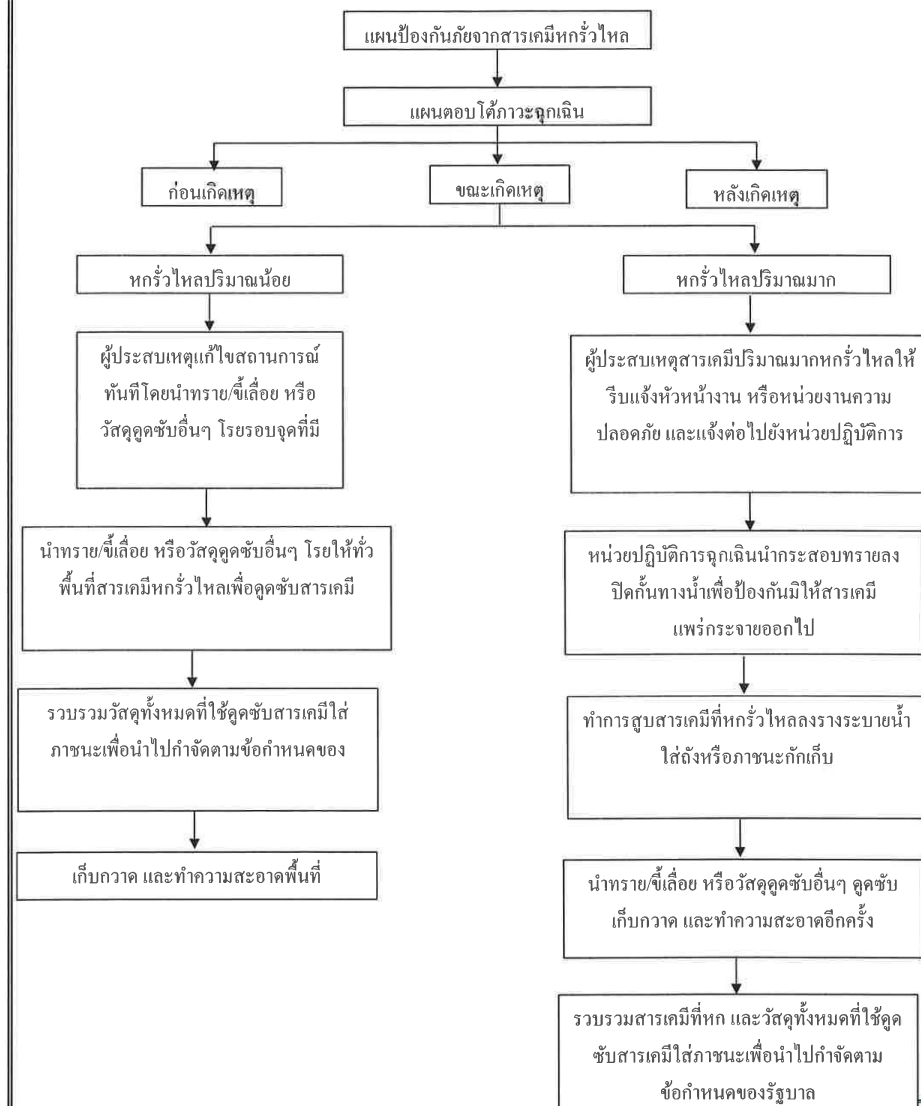 แผนป้องกันภัยจากสารเคมีหกรั่วไหล
แผนตอบโต้ภาวะฉุกเฉิน
ก่อนเกิดเหตุ
ขณะเกิดเหตุ
หลังเกิดเหตุ
หกรั่วไหลปริมาณน้อย
ผู้ประสบเหตุแก้ไขสถานการณ์
ทันทีโดยนำทราย/ขี้เลื่อย หรือ
วัสดุดูดซับอื่นๆ โรยรอบจุดที่มี
นำทราย/ขี้เลื่อย หรือวัสดุดูดซับอื่นๆ โรยให้ทั่ว
พื้นที่สารเคมีหกรั่วไหลเพื่อดูดซับสารเคมี
รวบรวมวัสดุทั้งหมดที่ใช้ดูดซับสารเคมีใส่
ภาชนะเพื่อนำไปกำจัดตามข้อกำหนดของ
เก็บกวาด และทำความสะอาดพื้นที่
หกรั่วไหลปริมาณมาก
ผู้ประสบเหตุสารเคมีปริมาณมากหกรั่วไหลให้
รีบแจ้งหัวหน้างาน หรือหน่วยงานความ
ปลอดภัย และแจ้งต่อไปยังหน่วยปฏิบัติการ
หน่วยปฏิบัติการฉุกเฉินนำกระสอบทรายลง
ปิดกั้นทางน้ำเพื่อป้องกันมิให้สารเคมี
แพร่กระจายออกไป
ทำการสูบสารเคมีที่หกรั่วไหลลงรางระบายน้ำ
ใส่ถังหรือภาชนะกักเก็บ
นำทราย/ขี้เลื่อย หรือวัสดุดูดซับอื่นๆ ดูดซับ
เก็บกวาด และทำความสะอาดอีกครั้ง
รวบรวมสารเคมีที่หก และวัสดุทั้งหมดที่ใช้ดูด
ซับสารเคมีใส่ภาชนะเพื่อนำไปกำจัดตาม
ข้อกำหนดของรัฐบาล